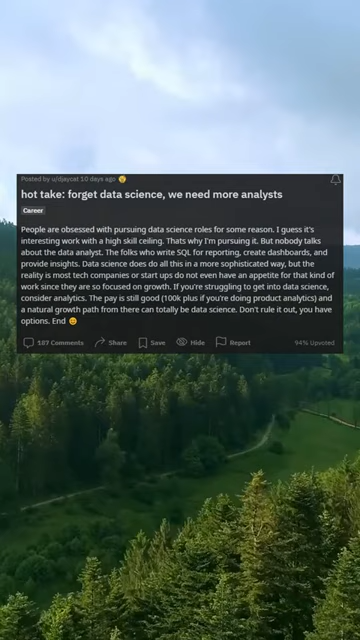 Posted by u/djaycat 10 days ago
hot take: forget data science, we need more analysts
Career
People are obsessed with pursuing data science roles for some reason. I guess it's
interesting work with a high skill ceiling. Thats why I'm pursuing it. But nobody talks
about the data analyst. The folks who write SQL for reporting, create dashboards, and
provide insights. Data science does do all this in a more sophisticated way, but the
reality is most tech companies or start ups do not even have an appetite for that kind of
work since they are so focused on growth. If you're struggling to get into data science,
consider analytics. The pay is still good (100k plus if you're doing product analytics) and
a natural growth path from there can totally be data science. Don't rule it out, you have
options. End 😄
187 Comments Share Save Hide Report 94% Upvoted